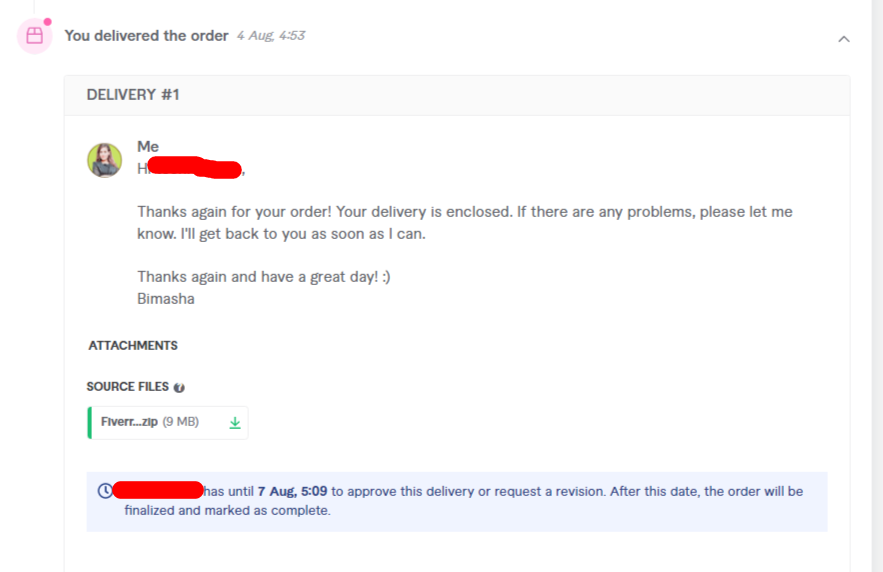 You delivered the order 4 Aug, 4:53
DELIVERY #1
Me
H
Thanks again for your order! Your delivery is enclosed. If there are any problems, please let me
know. I'll get back to you as soon as I can.
Thanks again and have a great day! :)
Bimasha
ATTACHMENTS
SOURCE FILES ?
Fiverr...zip (9 MB)
has until 7 Aug, 5:09 to approve this delivery or request a revision. After this date, the order will be
finalized and marked as complete.